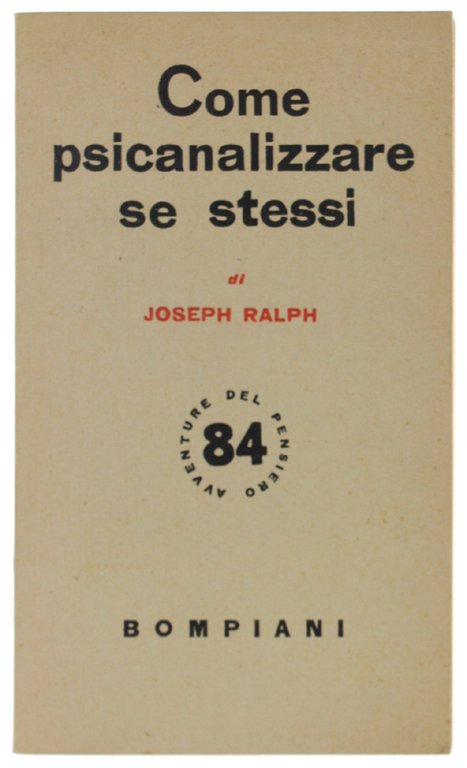 Come
psicanalizzare
se stessi
di
JOSEPH RALPH
AVVENTURE DEL PENSIERO
84
BOMPIANI